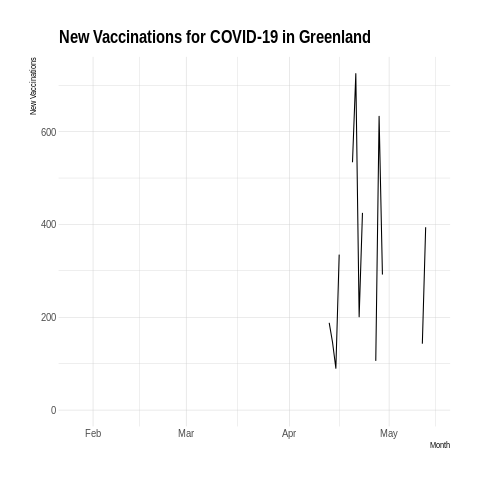 New Vaccinations for COVID-19 in Greenland
New Vaccinations
600
400
200
0
Feb Mar Apr May
Month